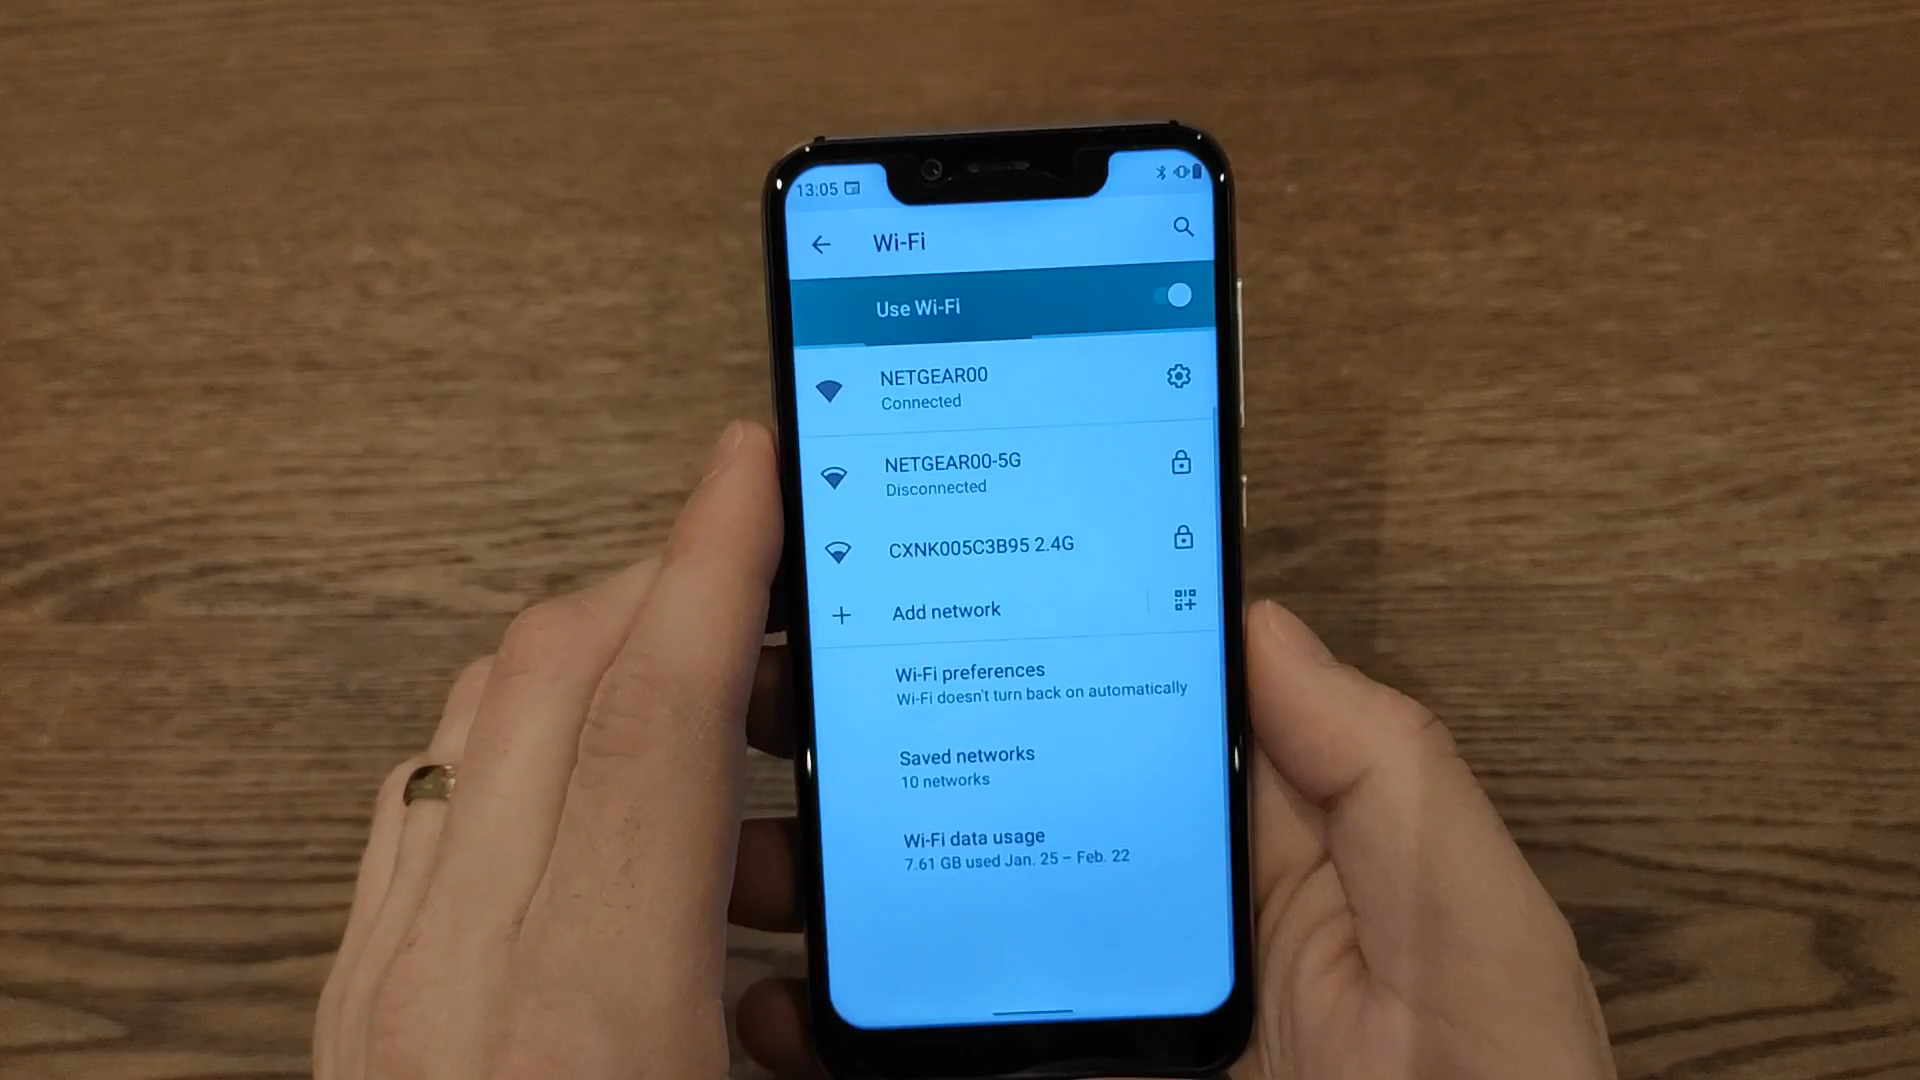 13:05
Wi-Fi
Use Wi-Fi
NETGEAR00
Connected
NETGEAR00-5G
Disconnected
CXNK005C3B95 2.4G
Add network
Wi-Fi preferences
Wi-Fi doesn't turn back on automatically
Saved networks
10 networks
Wi-Fi data usage
7.61 GB used Jan. 25 – Feb. 22